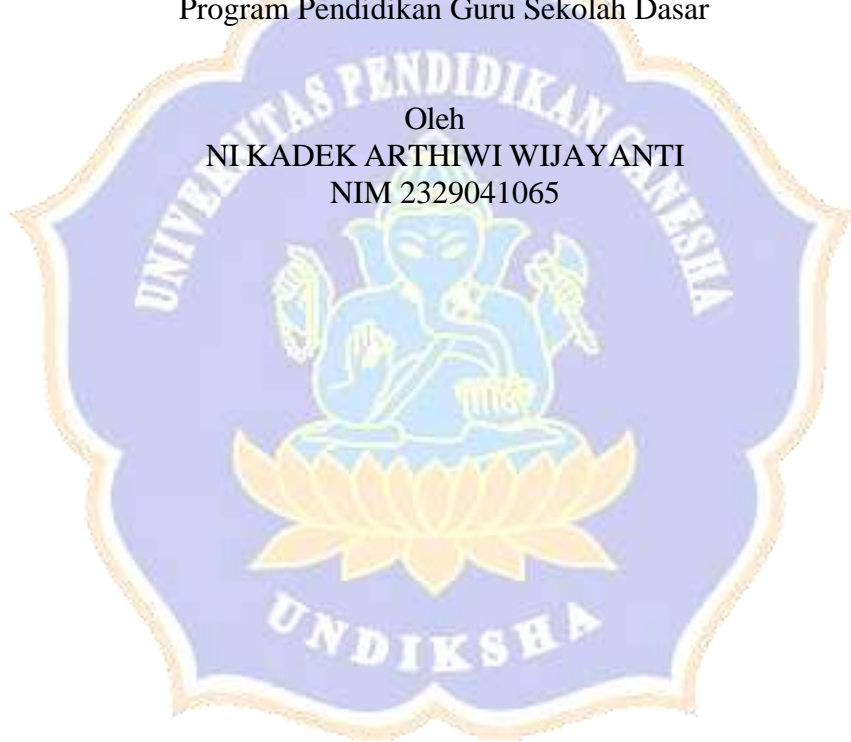 Program Pendidikan Guru Sekolah Dasar
UNIVERSITAS PENDIDIKAN GANESHA
Oleh
NI KADEK ARTHIWI WIJAYANTI
NIM 2329041065
UNDIKSHA